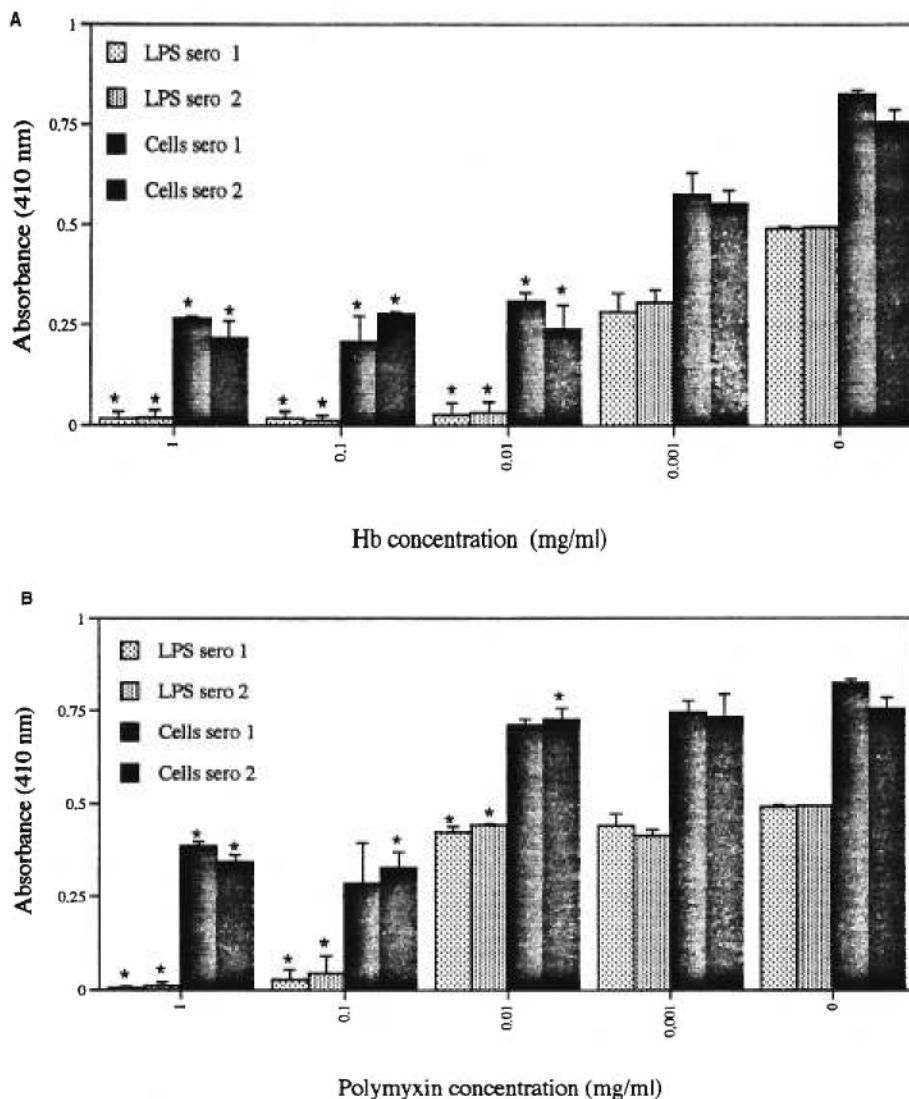 A
1
LPS sero 1
LPS sero 2
0.75
Cells sero 1
Cells sero 2
Absorbance (410 nm)
0.5
0.25
* * * * * * * * * * * *
0
1 0.1 0.01 0.001 0
Hb concentration (mg/ml)
B
1
LPS sero 1
LPS sero 2
0.75
Cells sero 1
Cells sero 2
Absorbance (410 nm)
0.5
0.25
* * * * * * * * * *
0
1 0.1 0.01 0,001 0
Polymyxin concentration (mg/ml)